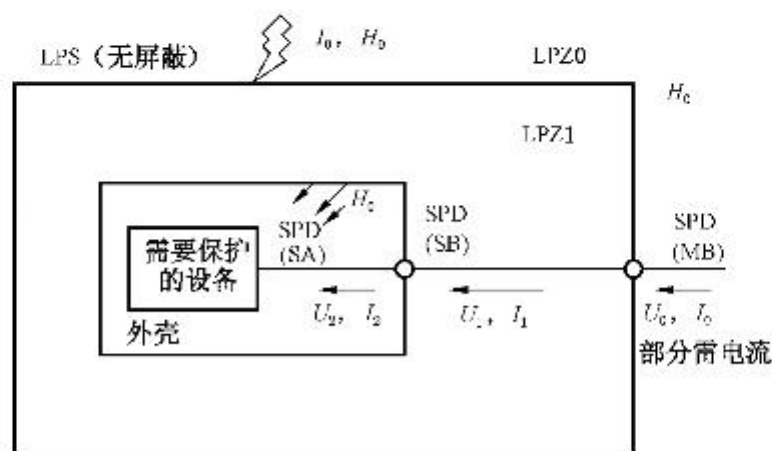 I₀, H₀
LPS（无屏蔽）
LPZ0
H₀
LPZ1
H₀
SPD
(SA)
SPD
(SB)
SPD
(MB)
需要保护
的设备
U₂, I₂
U₁, I₁
U₀, I₀
外壳
部分雷电流